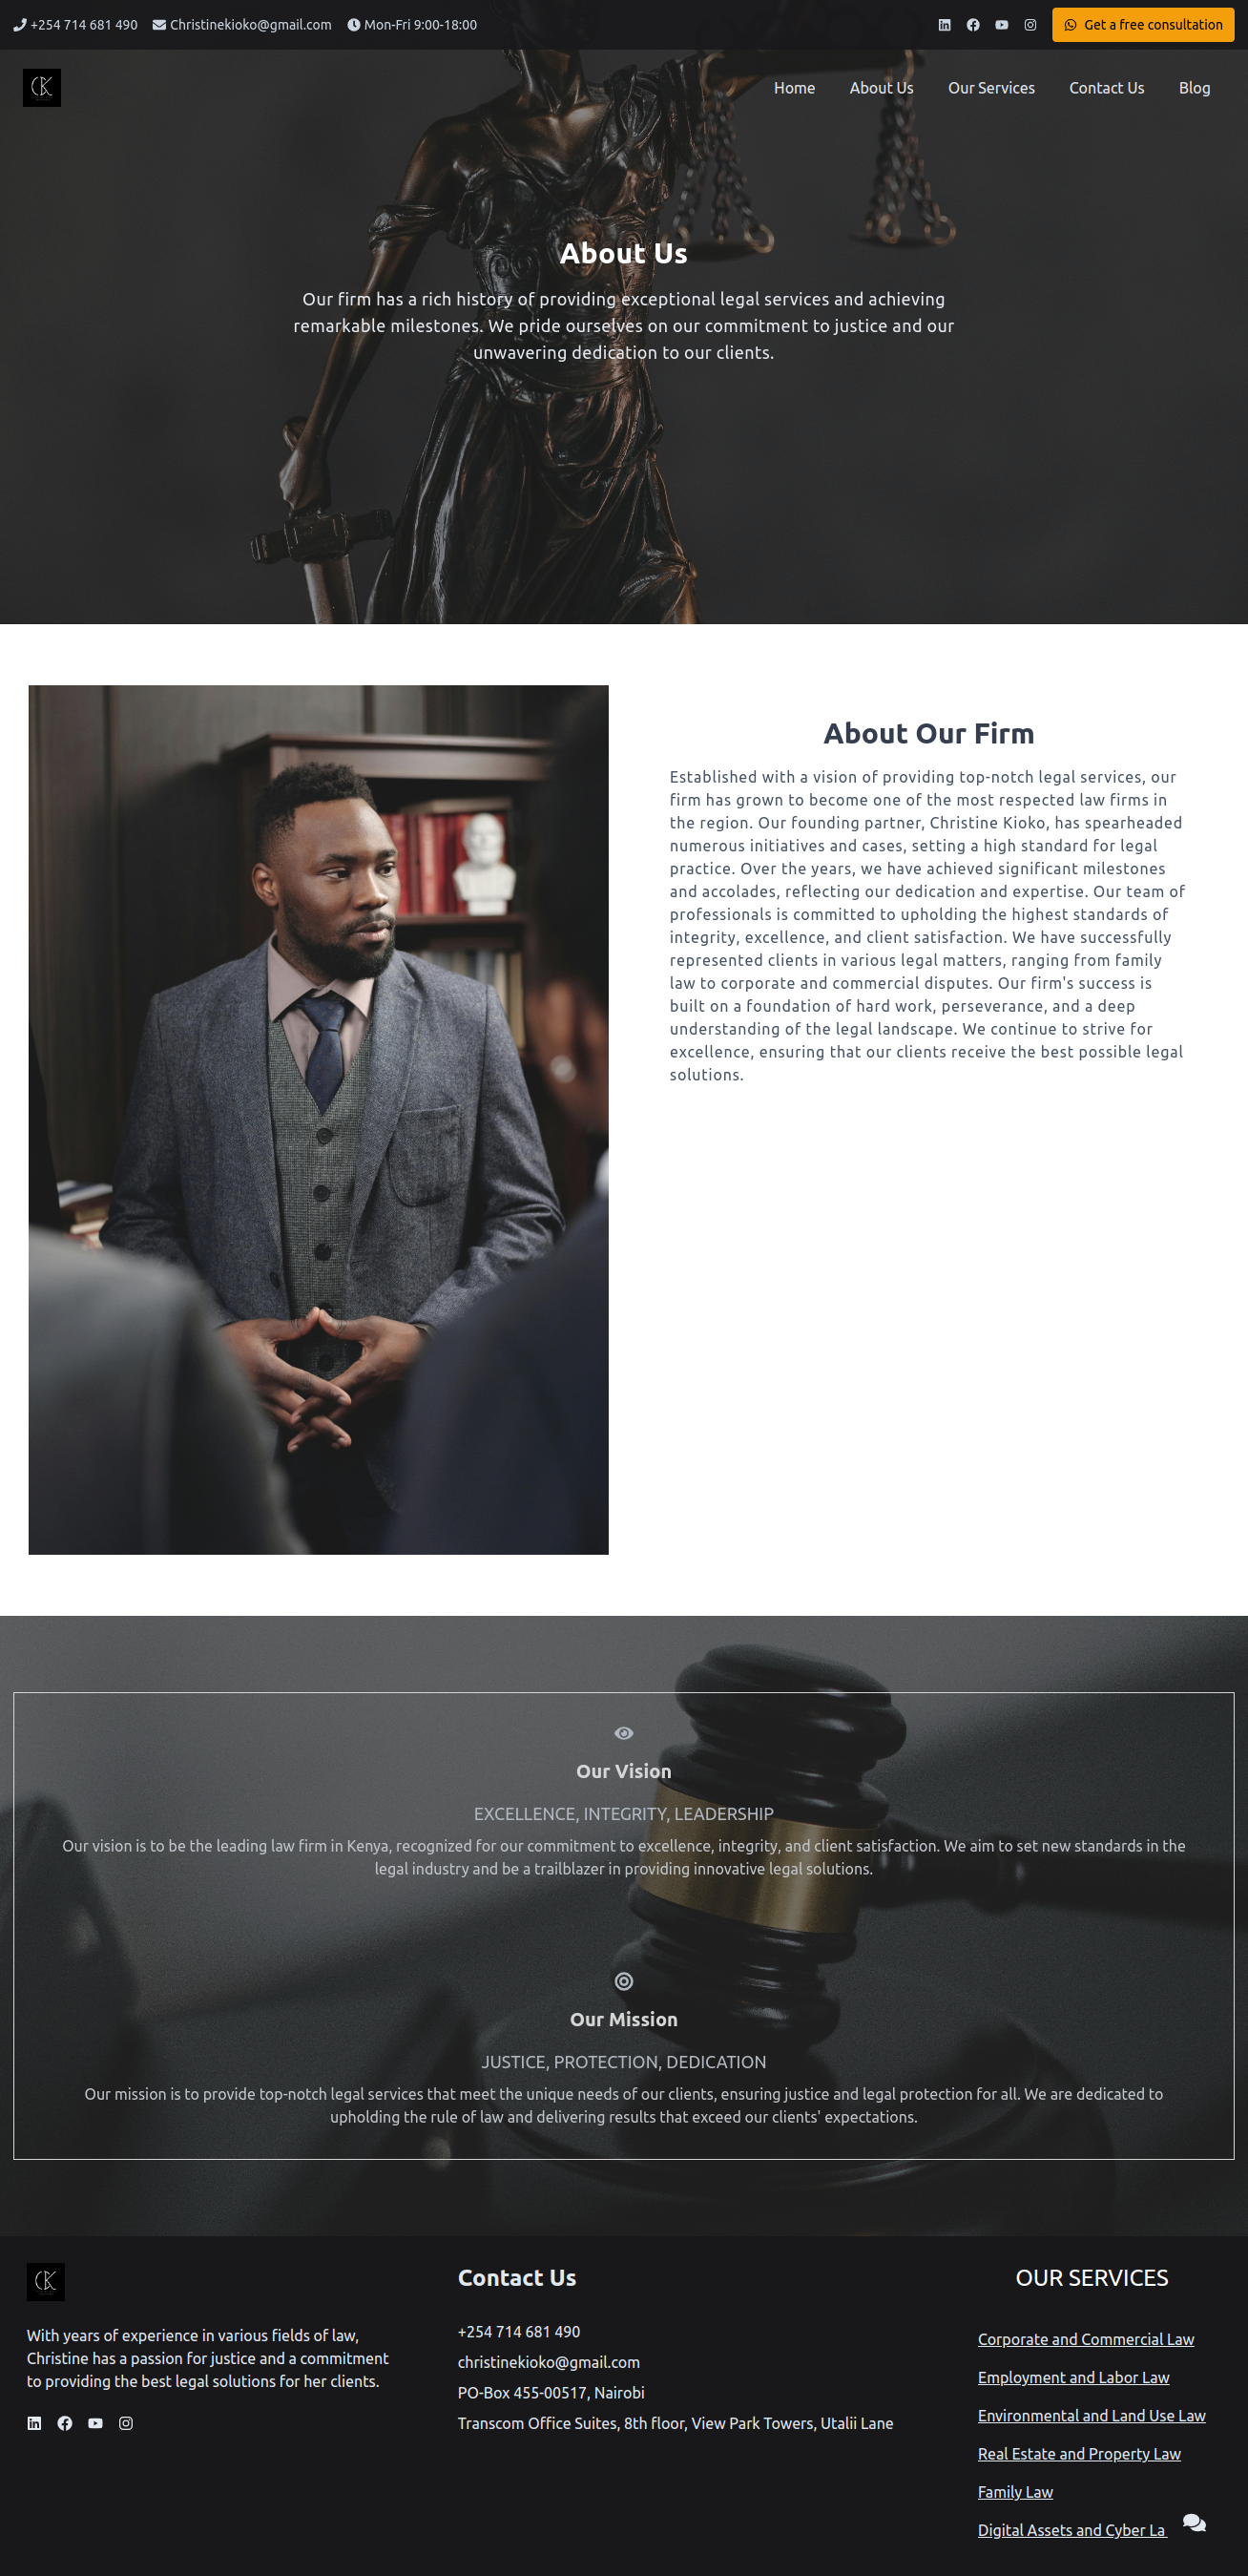 +254 714 681 490 Christinekioko@gmail.com Mon-Fri 9:00-18:00 Get a free consultation
CK Home About Us Our Services Contact Us Blog
About Us
Our firm has a rich history of providing exceptional legal services and achieving
remarkable milestones. We pride ourselves on our commitment to justice and our
unwavering dedication to our clients.
About Our Firm
Established with a vision of providing top-notch legal services, our
firm has grown to become one of the most respected law firms in
the region. Our founding partner, Christine Kioko, has spearheaded
numerous initiatives and cases, setting a high standard for legal
practice. Over the years, we have achieved significant milestones
and accolades, reflecting our dedication and expertise. Our team of
professionals is committed to upholding the highest standards of
integrity, excellence, and client satisfaction. We have successfully
represented clients in various legal matters, ranging from family
law to corporate and commercial disputes. Our firm's success is
built on a foundation of hard work, perseverance, and a deep
understanding of the legal landscape. We continue to strive for
excellence, ensuring that our clients receive the best possible legal
solutions.
Our Vision
EXCELLENCE, INTEGRITY, LEADERSHIP
Our vision is to be the leading law firm in Kenya, recognized for our commitment to excellence, integrity, and client satisfaction. We aim to set new standards in the
legal industry and be a trailblazer in providing innovative legal solutions.
Our Mission
JUSTICE, PROTECTION, DEDICATION
Our mission is to provide top-notch legal services that meet the unique needs of our clients, ensuring justice and legal protection for all. We are dedicated to
upholding the rule of law and delivering results that exceed our clients' expectations.
CK
With years of experience in various fields of law,
Christine has a passion for justice and a commitment
to providing the best legal solutions for her clients.
Contact Us
+254 714 681 490
christinekioko@gmail.com
PO-Box 455-00517, Nairobi
Transcom Office Suites, 8th floor, View Park Towers, Utalii Lane
OUR SERVICES
Corporate and Commercial Law
Employment and Labor Law
Environmental and Land Use Law
Real Estate and Property Law
Family Law
Digital Assets and Cyber La